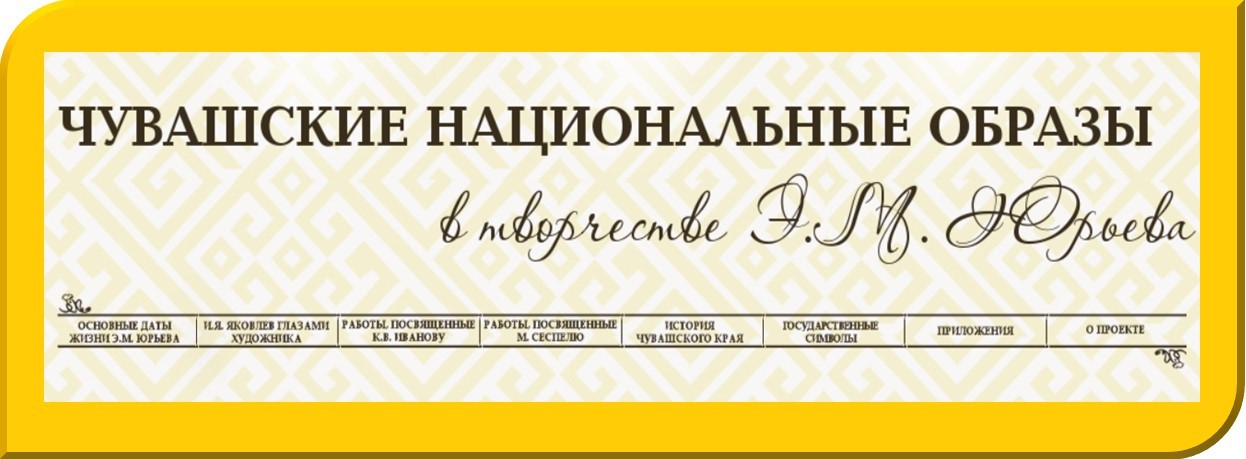 ЧУВАШСКИЕ НАЦИОНАЛЬНЫЕ ОБРАЗЫ
в творчестве Э.М. Юрьева
ОСНОВНЫЕ ДАТЫ
ЖИЗНИ Э.М. ЮРЬЕВА
И.Я. ЯКОВЛЕВ ГЛАЗАМИ
ХУДОЖНИКА
РАБОТЫ, ПОСВЯЩЕННЫЕ
К.В. ИВАНОВУ
РАБОТЫ, ПОСВЯЩЕННЫЕ
М. СЕСПЕЛЮ
ИСТОРИЯ
ЧУВАШСКОГО КРАЯ
ГОСУДАРСТВЕННЫЕ
СИМВОЛЫ
ПРИЛОЖЕНИЯ
О ПРОЕКТЕ